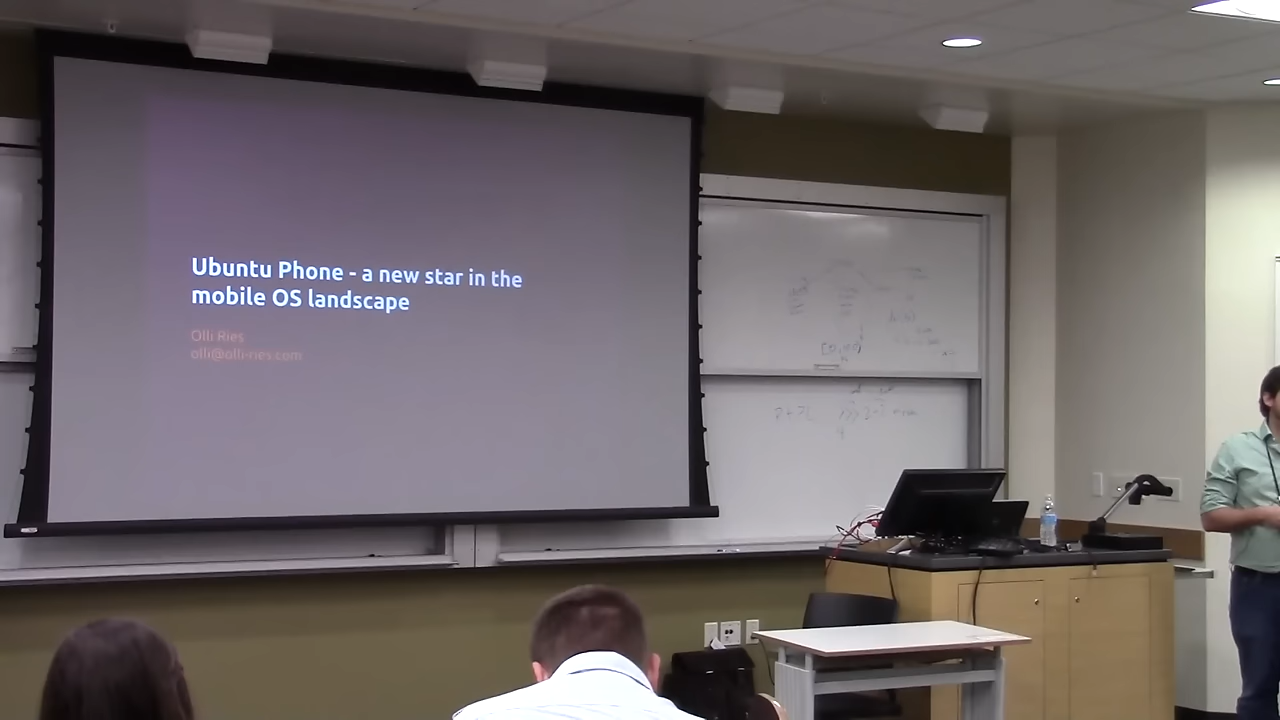 Ubuntu Phone - a new star in the
mobile OS landscape
Olli Ries
olli@olli-ries.com